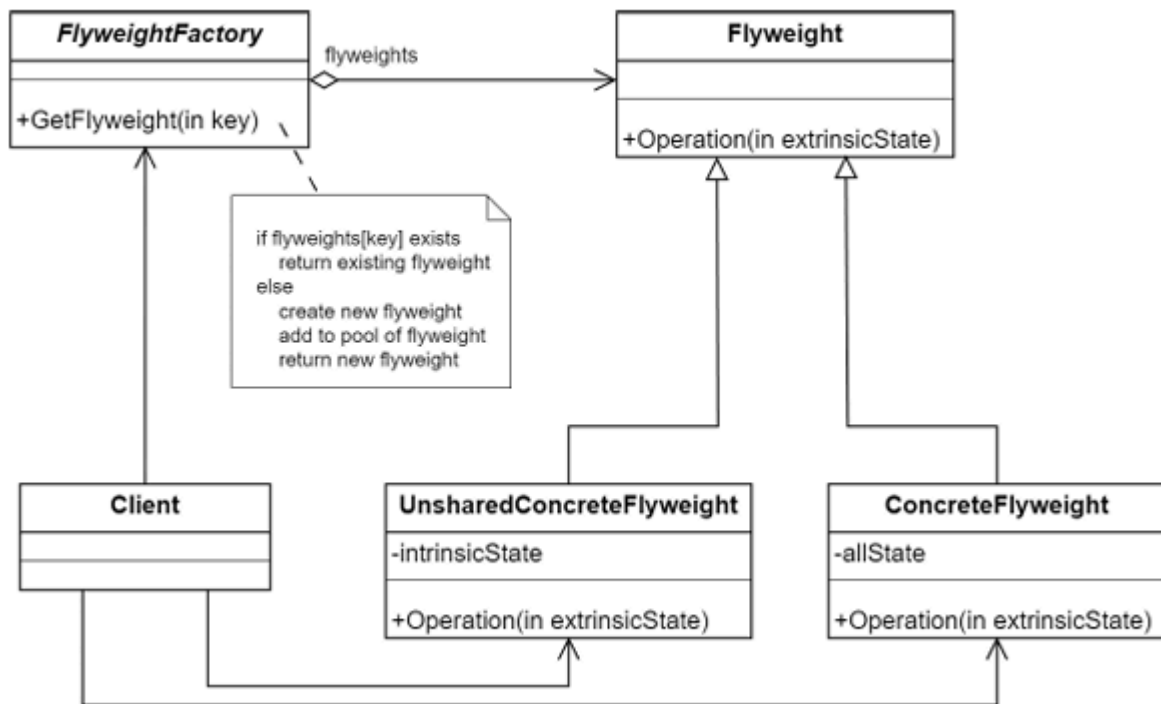 FlyweightFactory
+GetFlyweight(in key)
flyweights
Flyweight
+Operation(in extrinsicState)
if flyweights[key] exists
return existing flyweight
else
create new flyweight
add to pool of flyweight
return new flyweight
Client
UnsharedConcreteFlyweight
-intrinsicState
+Operation(in extrinsicState)
ConcreteFlyweight
-allState
+Operation(in extrinsicState)